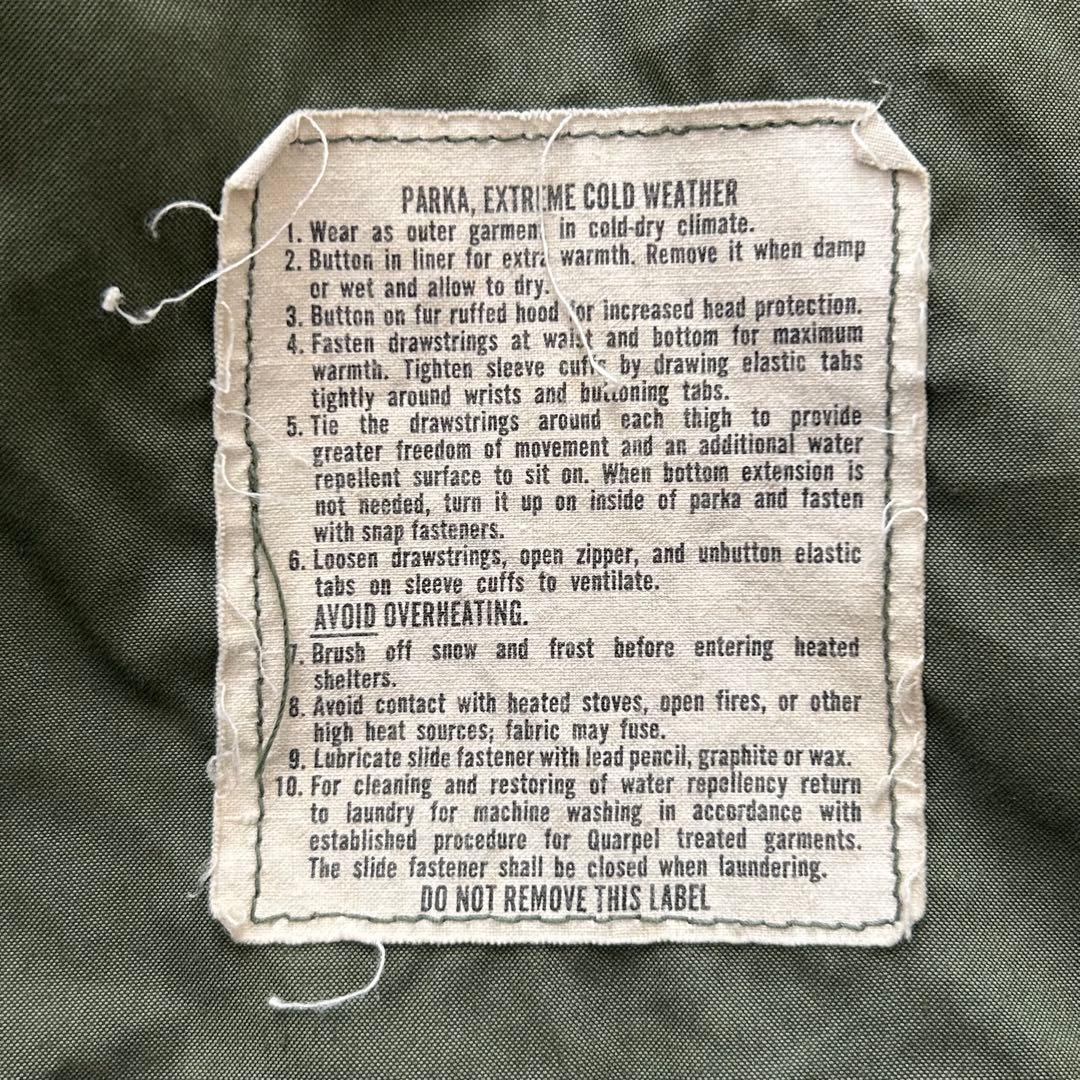 PARKA, EXTREME COLD WEATHER
1. Wear as outer garment in cold-dry climate.
2. Button in liner for extra warmth. Remove it when damp
or wet and allow to dry.
3. Button on fur ruffed hood for increased head protection.
4. Fasten drawstrings at waist and bottom for maximum
warmth. Tighten sleeve cuffs by drawing elastic tabs
tightly around wrists and buttoning tabs.
5. Tie the drawstrings around each thigh to provide
greater freedom of movement and an additional water
repellent surface to sit on. When bottom extension is
not needed, turn it up on inside of parka and fasten
with snap fasteners.
6. Loosen drawstrings, open zipper, and unbutton elastic
tabs on sleeve cuffs to ventilate.
AVOID OVERHEATING.
7. Brush off snow and frost before entering heated
shelters.
8. Avoid contact with heated stoves, open fires, or other
high heat sources; fabric may fuse.
9. Lubricate slide fastener with lead pencil, graphite or wax.
10. For cleaning and restoring of water repellency return
to laundry for machine washing in accordance with
established procedure for Quarpel treated garments.
The slide fastener shall be closed when laundering.
DO NOT REMOVE THIS LABEL